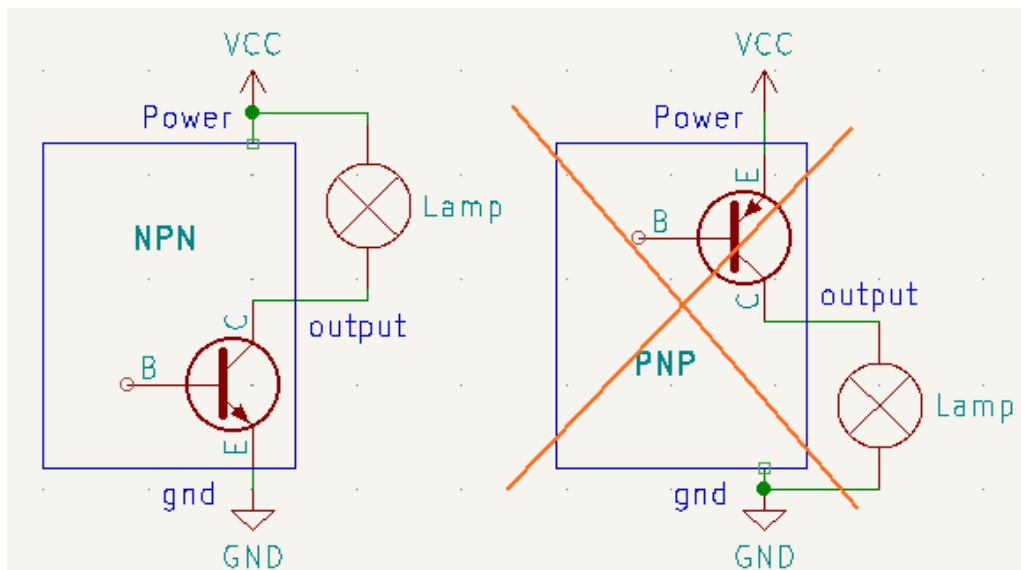 VCC
Power
NPN
Lamp
C
output
B
E
gnd
GND
VCC
Power
E
B
C
output
PNP
Lamp
gnd
GND